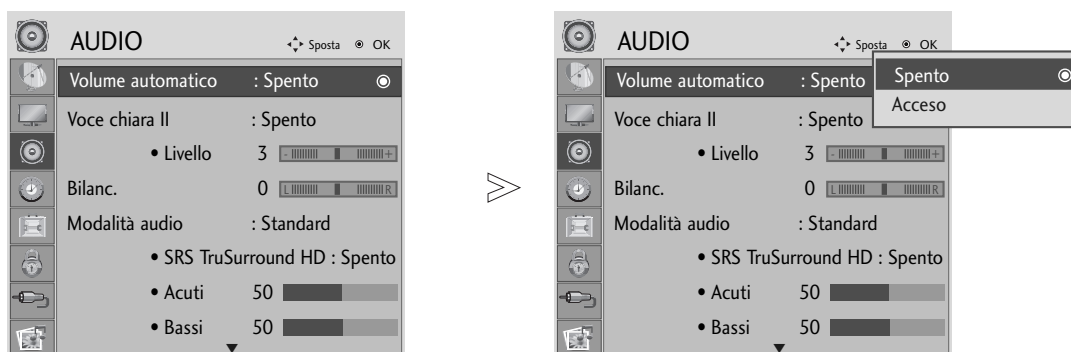 AUDIO Sposta OK
Volume automatico : Spento
Voce chiara II : Spento
• Livello 3 - +
Bilanc. 0 L R
Modalità audio : Standard
• SRS TruSurround HD : Spento
• Acuti 50
• Bassi 50
AUDIO Sposta OK
Volume automatico : Spento
Spento
Acceso
Voce chiara II : Spento
• Livello 3 - +
Bilanc. 0 L R
Modalità audio : Standard
• SRS TruSurround HD : Spento
• Acuti 50
• Bassi 50